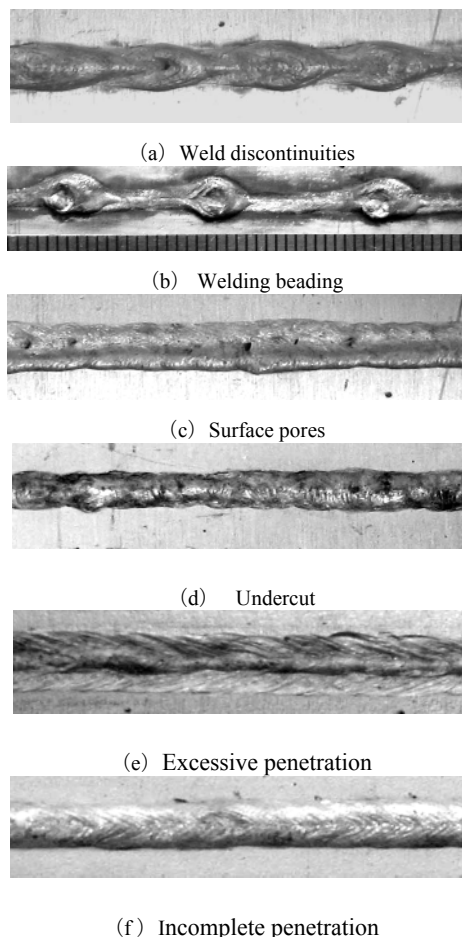 (a) Weld discontinuities
(b) Welding beading
(c) Surface pores
(d) Undercut
(e) Excessive penetration
(f) Incomplete penetration